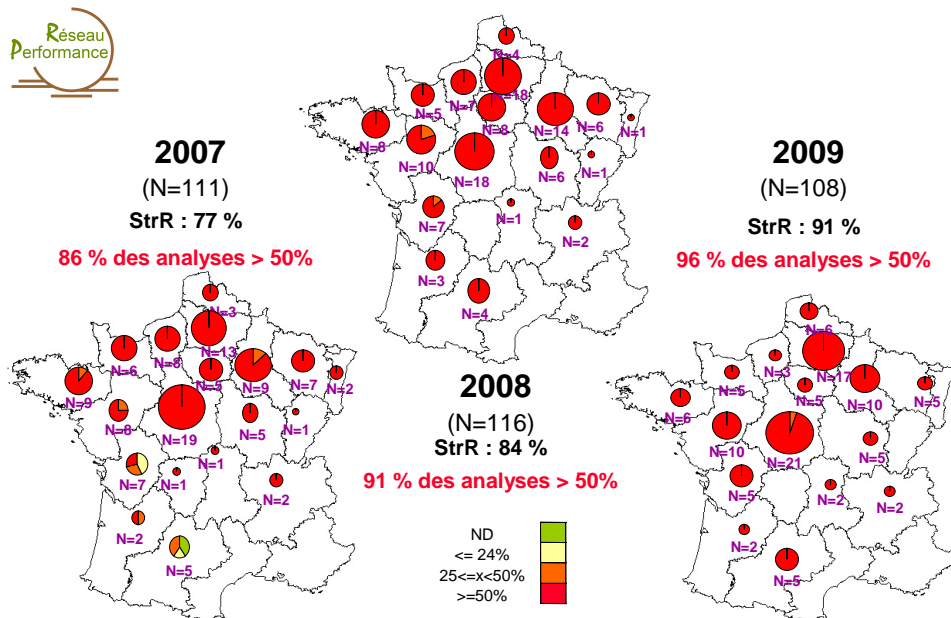 Réseau
Performance
N=4
N=18
N=7
N=5
N=8
N=14
N=6
N=1
N=8
N=10
N=18
N=6
N=1
N=7
N=1
N=2
N=3
N=4
2007
(N=111)
StrR : 77 %
86 % des analyses > 50%
N=3
N=13
N=8
N=6
N=5
N=9
N=7
N=2
N=9
N=8
N=19
N=5
N=1
N=1
N=7
N=1
N=2
N=2
N=5
2008
(N=116)
StrR : 84 %
91 % des analyses > 50%
ND
<= 24%
25<=x<50%
>=50%
2009
(N=108)
StrR : 91 %
96 % des analyses > 50%
N=6
N=17
N=3
N=5
N=5
N=10
N=5
N=6
N=10
N=21
N=5
N=5
N=2
N=2
N=2
N=5